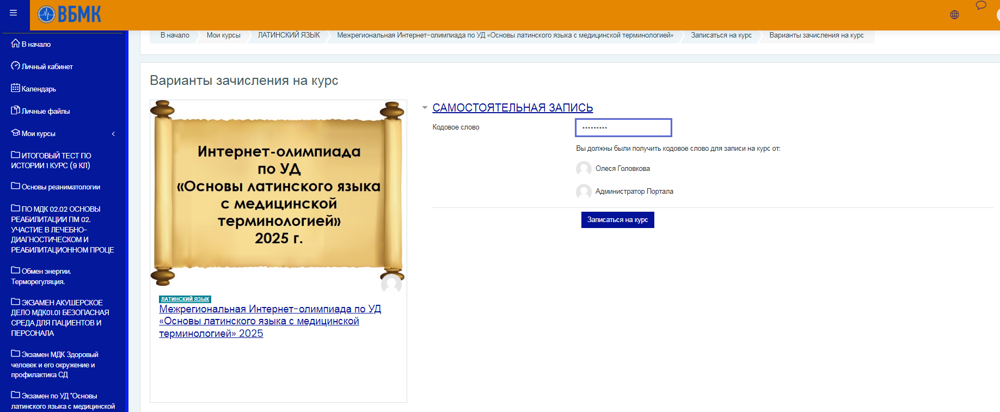 ВБМК
В начало
Мои курсы
ЛАТИНСКИЙ ЯЗЫК
Межрегиональная Интернет-олимпиада по УД «Основы латинского языка с медицинской терминологией»
Записаться на курс
Варианты зачисления на курс
В начало
Личный кабинет
Календарь
Личные файлы
Мои курсы
ИТОГОВЫЙ ТЕСТ ПО
ИСТОРИИ 1 КУРС (9 КЛ)
Основы реаниматологии
ПО МДК 02.02 ОСНОВЫ
РЕАБИЛИТАЦИИ ПМ 02.
УЧАСТИЕ В ЛЕЧЕБНО-
ДИАГНОСТИЧЕСКОМ И
РЕАБИЛИТАЦИОННОМ ПРОЦЕ
Обмен энергии.
Терморегуляция.
ЭКЗАМЕН АКУШЕРСКОЕ
ДЕЛО МДК01.01 БЕЗОПАСНАЯ
СРЕДА ДЛЯ ПАЦИЕНТОВ И
ПЕРСОНАЛА
Экзамен МДК Здоровый
человек и его окружение и
профилактика СД
Экзамен по УД "Основы
латинского языка с медицинской
Варианты зачисления на курс
Интернет-олимпиада
по УД
«Основы латинского языка
с медицинской
терминологией»
2025 г.
ЛАТИНСКИЙ ЯЗЫК
Межрегиональная Интернет-олимпиада по УД
«Основы латинского языка с медицинской
терминологией» 2025
САМОСТОЯТЕЛЬНАЯ ЗАПИСЬ
Кодовое слово
•••••••••
Вы должны были получить кодовое слово для записи на курс от:
Олеся Головкова
Администратор Портала
Записаться на курс